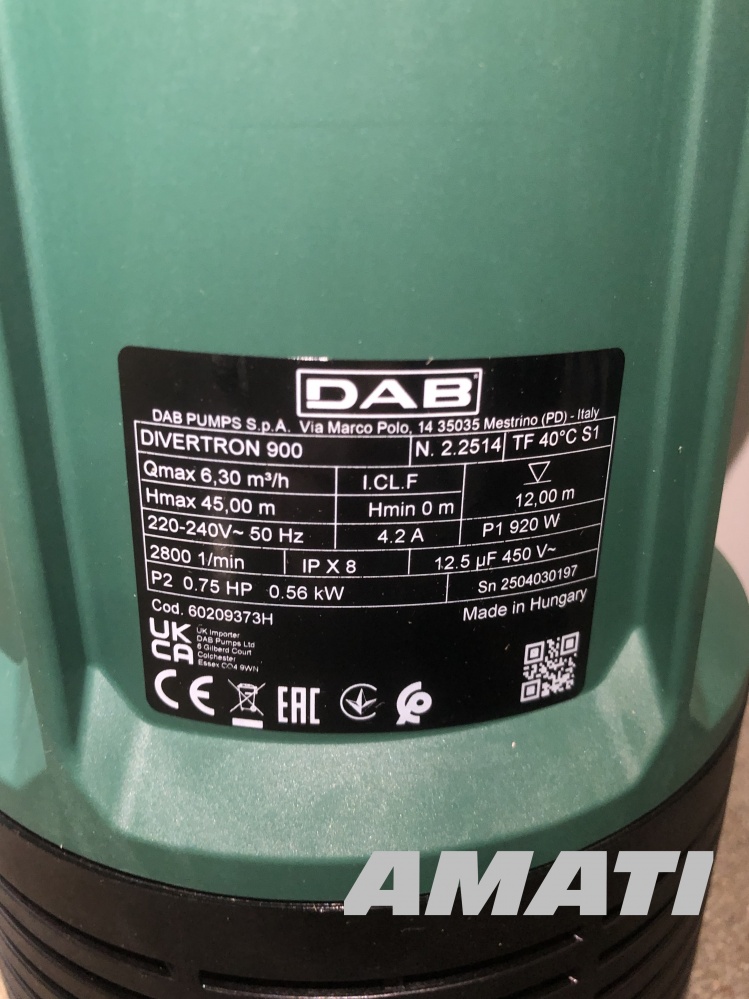 DAB
DAB PUMPS S.p.A. Via Marco Polo, 14 35035 Mestrino (PD) - Italy
DIVERTRON 900 N. 2.2514 TF 40°C S1
Qmax 6,30 m³/h I.CL.F
Hmax 45,00 m Hmin 0 m 12,00 m
220-240V~ 50 Hz 4.2 A P1 920 W
2800 1/min IP X 8 12.5 µF 450 V~
P2 0.75 HP 0.56 kW Sn 2504030197
Cod. 60209373H Made in Hungary
UK
CA
UK Importer
DAB Pumps Ltd
6 Gilberd Court
Colchester
Essex CO4 9WN
CE EAC
AMATI